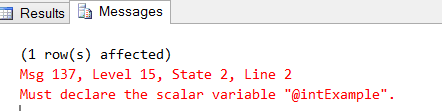 Results Messages
(1 row(s) affected)
Msg 137, Level 15, State 2, Line 2
Must declare the scalar variable "@intExample".